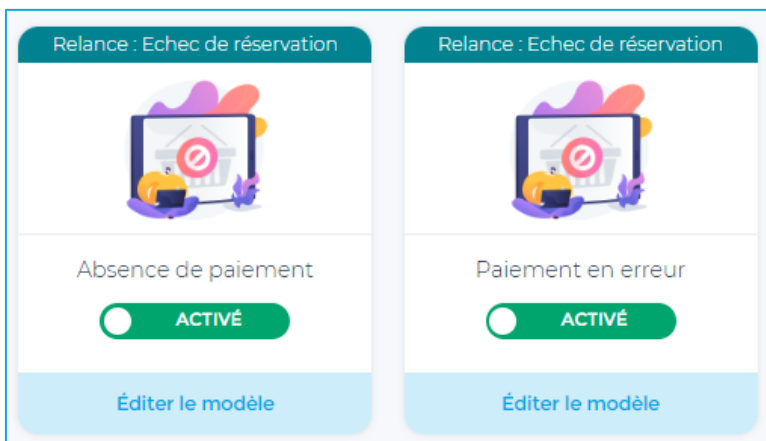 Relance : Echec de réservation
Absence de paiement
ACTIVÉ
Éditer le modèle
Relance : Echec de réservation
Paiement en erreur
ACTIVÉ
Éditer le modèle